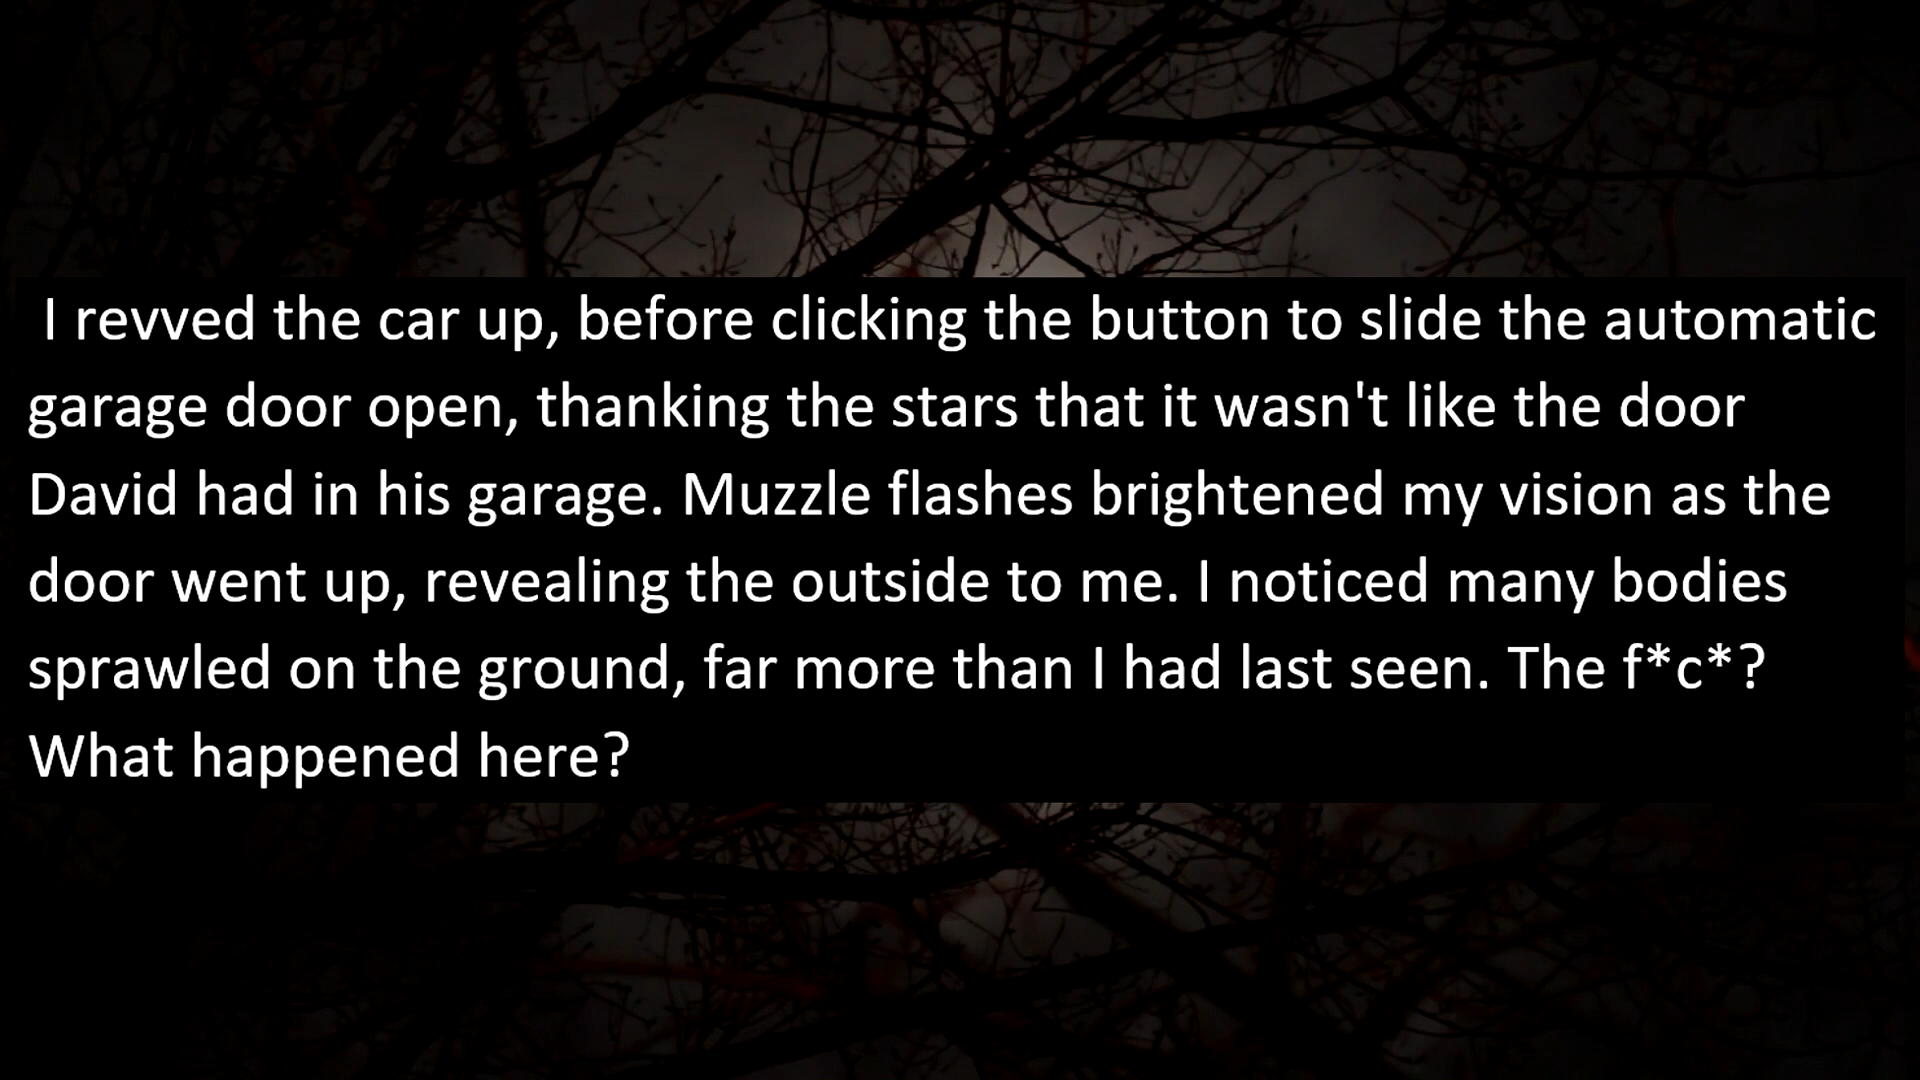 I revved the car up, before clicking the button to slide the automatic
garage door open, thanking the stars that it wasn't like the door
David had in his garage. Muzzle flashes brightened my vision as the
door went up, revealing the outside to me. I noticed many bodies
sprawled on the ground, far more than I had last seen. The f*c*?
What happened here?